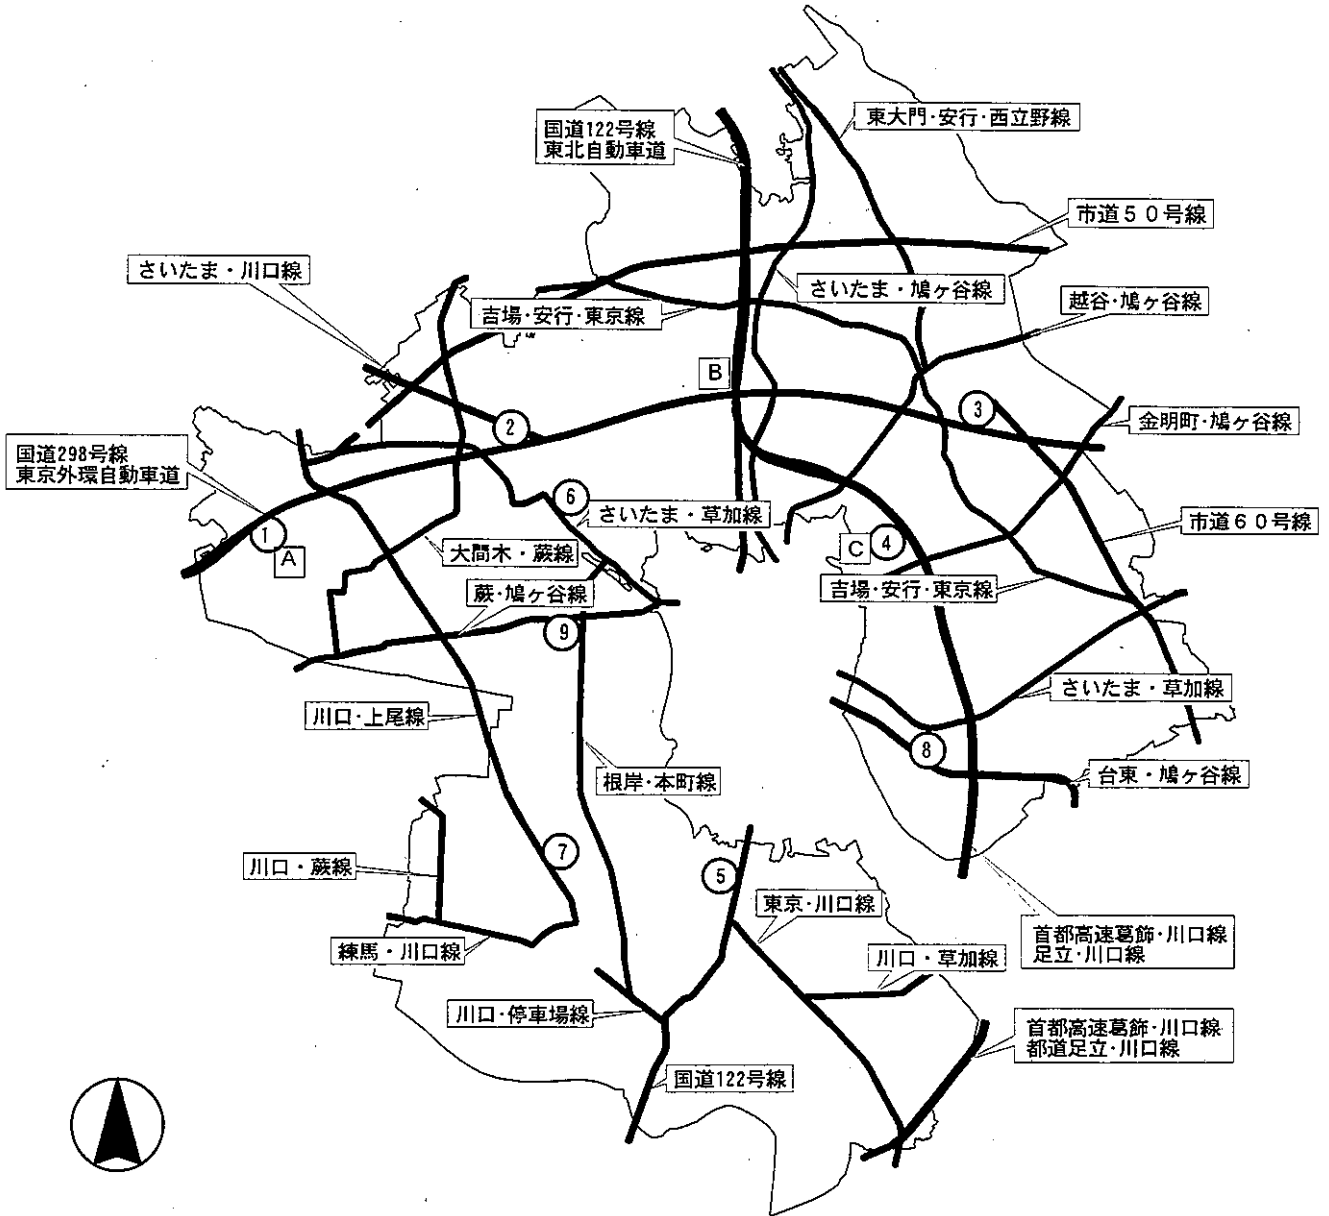 東大門・安行・西立野線
国道122号線
東北自動車道
市道５０号線
さいたま・川口線
さいたま・鳩ヶ谷線
越谷・鳩ヶ谷線
吉場・安行・東京線
B
3
2
金明町・鳩ヶ谷線
国道298号線
東京外環自動車道
6
さいたま・草加線
市道６０号線
1
A
4
C
大間木・蕨線
吉場・安行・東京線
蕨・鳩ヶ谷線
9
さいたま・草加線
川口・上尾線
8
台東・鳩ヶ谷線
根岸・本町線
7
川口・蕨線
5
東京・川口線
首都高速葛飾・川口線
足立・川口線
練馬・川口線
川口・草加線
川口・停車場線
首都高速葛飾・川口線
都道足立・川口線
国道122号線